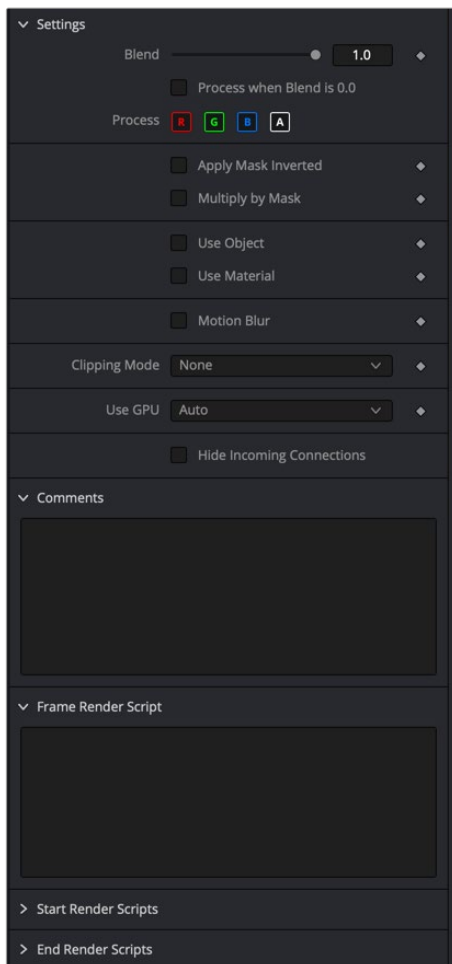 Settings
Blend 1.0
Process when Blend is 0.0
Process R G B A
Apply Mask Inverted
Multiply by Mask
Use Object
Use Material
Motion Blur
Clipping Mode None
Use GPU Auto
Hide Incoming Connections
Comments
Frame Render Script
Start Render Scripts
End Render Scripts